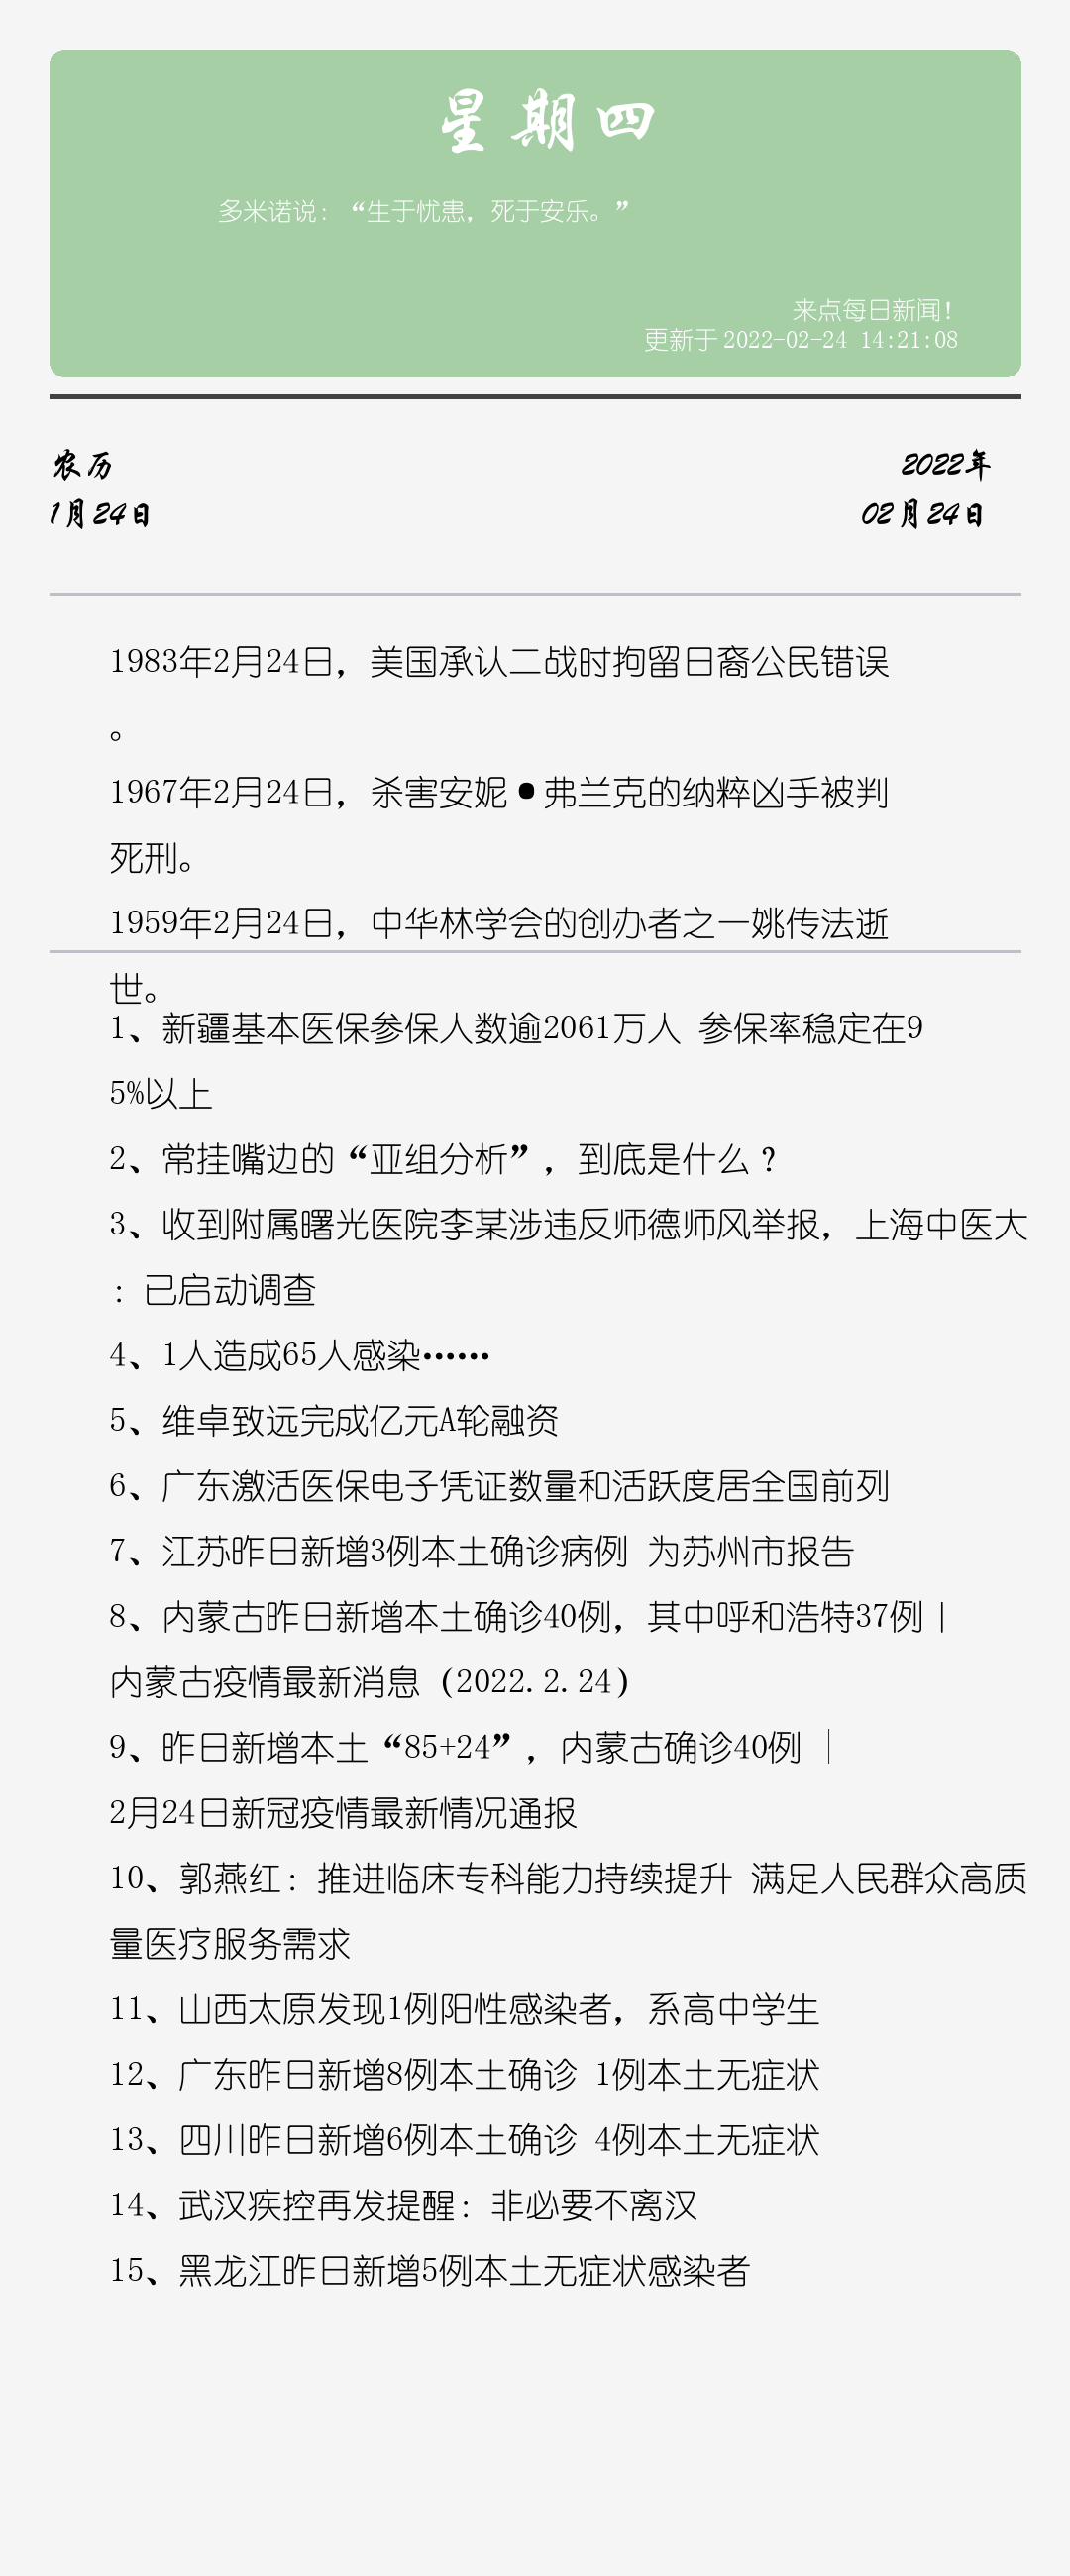 星期四
多米诺说：“生于忧患，死于安乐。”
来点每日新闻！
更新于 2022-02-24 14:21:08
农历
2022年
1月24日
02月24日
1983年2月24日，美国承认二战时拘留日裔公民错误
。
1967年2月24日，杀害安妮•弗兰克的纳粹凶手被判
死刑。
1959年2月24日，中华林学会的创办者之一姚传法逝
世。
1、新疆基本医保参保人数逾2061万人 参保率稳定在9
5%以上
2、常挂嘴边的“亚组分析”，到底是什么？
3、收到附属曙光医院李某涉违反师德师风举报，上海中医大
：已启动调查
4、1人造成65人感染……
5、维卓致远完成亿元A轮融资
6、广东激活医保电子凭证数量和活跃度居全国前列
7、江苏昨日新增3例本土确诊病例 为苏州市报告
8、内蒙古昨日新增本土确诊40例，其中呼和浩特37例 |
内蒙古疫情最新消息（2022.2.24）
9、昨日新增本土“85+24”，内蒙古确诊40例 ｜
2月24日新冠疫情最新情况通报
10、郭燕红：推进临床专科能力持续提升 满足人民群众高质
量医疗服务需求
11、山西太原发现1例阳性感染者，系高中学生
12、广东昨日新增8例本土确诊 1例本土无症状
13、四川昨日新增6例本土确诊 4例本土无症状
14、武汉疾控再发提醒：非必要不离汉
15、黑龙江昨日新增5例本土无症状感染者